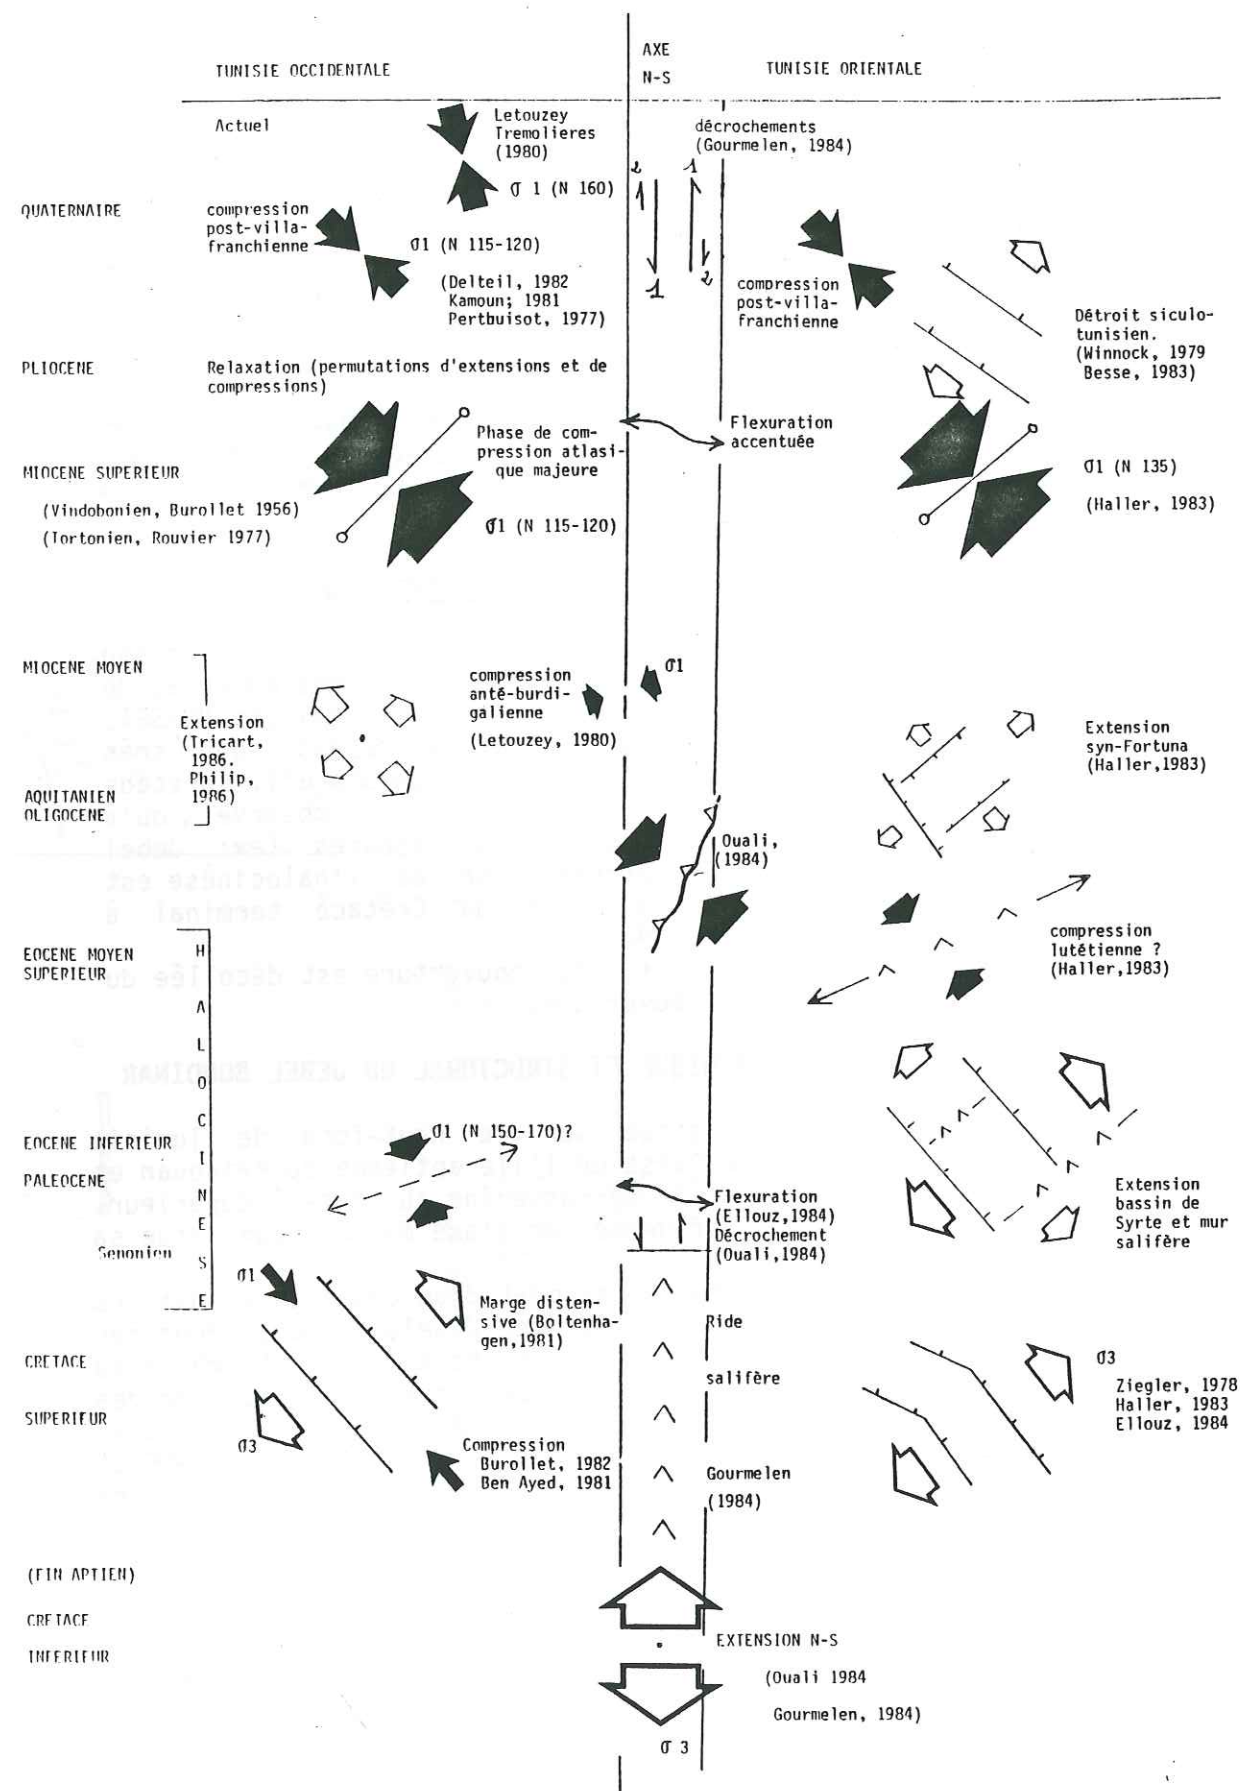 TUNISIE OCCIDENTALE
AXE
N-S
TUNISIE ORIENTALE
Actuel
Letouzey
Tremolieres
(1980)
σ 1 (N 160)
décrochements
(Gourmelen, 1984)
2
1
1
2
QUATERNAIRE
compression
post-villa-
franchienne
σ1 (N 115-120)
(Delteil, 1982
Kamoun; 1981
Pertbuisot, 1977)
compression
post-villa-
franchienne
Détroit siculo-
tunisien.
(Winnock, 1979
Besse, 1983)
PLIOCENE
Relaxation (permutations d'extensions et de
compressions)
Flexuration
accentuée
Phase de com-
pression atlasi-
que majeure
MIOCENE SUPERIEUR
(Vindobonien, Burollet 1956)
(Tortonien, Rouvier 1977)
σ1 (N 115-120)
σ1 (N 135)
(Haller, 1983)
MIOCENE MOYEN
Extension
(Tricart,
1986.
Philip,
1986)
compression
anté-burdi-
galienne
(Letouzey, 1980)
σ1
Extension
syn-Fortuna
(Haller,1983)
AQUITANIEN
OLIGOCENE
Ouali,
(1984)
EOCENE MOYEN
SUPERIEUR
compression
lutétienne ?
(Haller,1983)
H
A
L
O
C
I
N
E
S
E
EOCENE INFERIEUR
PALEOCENE
Senonien
σ1 (N 150-170)?
Flexuration
(Ellouz,1984)
Décrochement
(Ouali,1984)
Extension
bassin de
Syrte et mur
salifère
σ1
Marge disten-
sive (Boltenha-
gen,1981)
Ride
salifère
CRETACE
SUPERIEUR
σ3
Compression
Burollet, 1982
Ben Ayed, 1981
Gourmelen
(1984)
σ3
Ziegler, 1978
Haller, 1983
Ellouz, 1984
(FIN APTIEN)
CRETACE
INFERIEUR
EXTENSION N-S
(Ouali 1984
Gourmelen, 1984)
σ 3